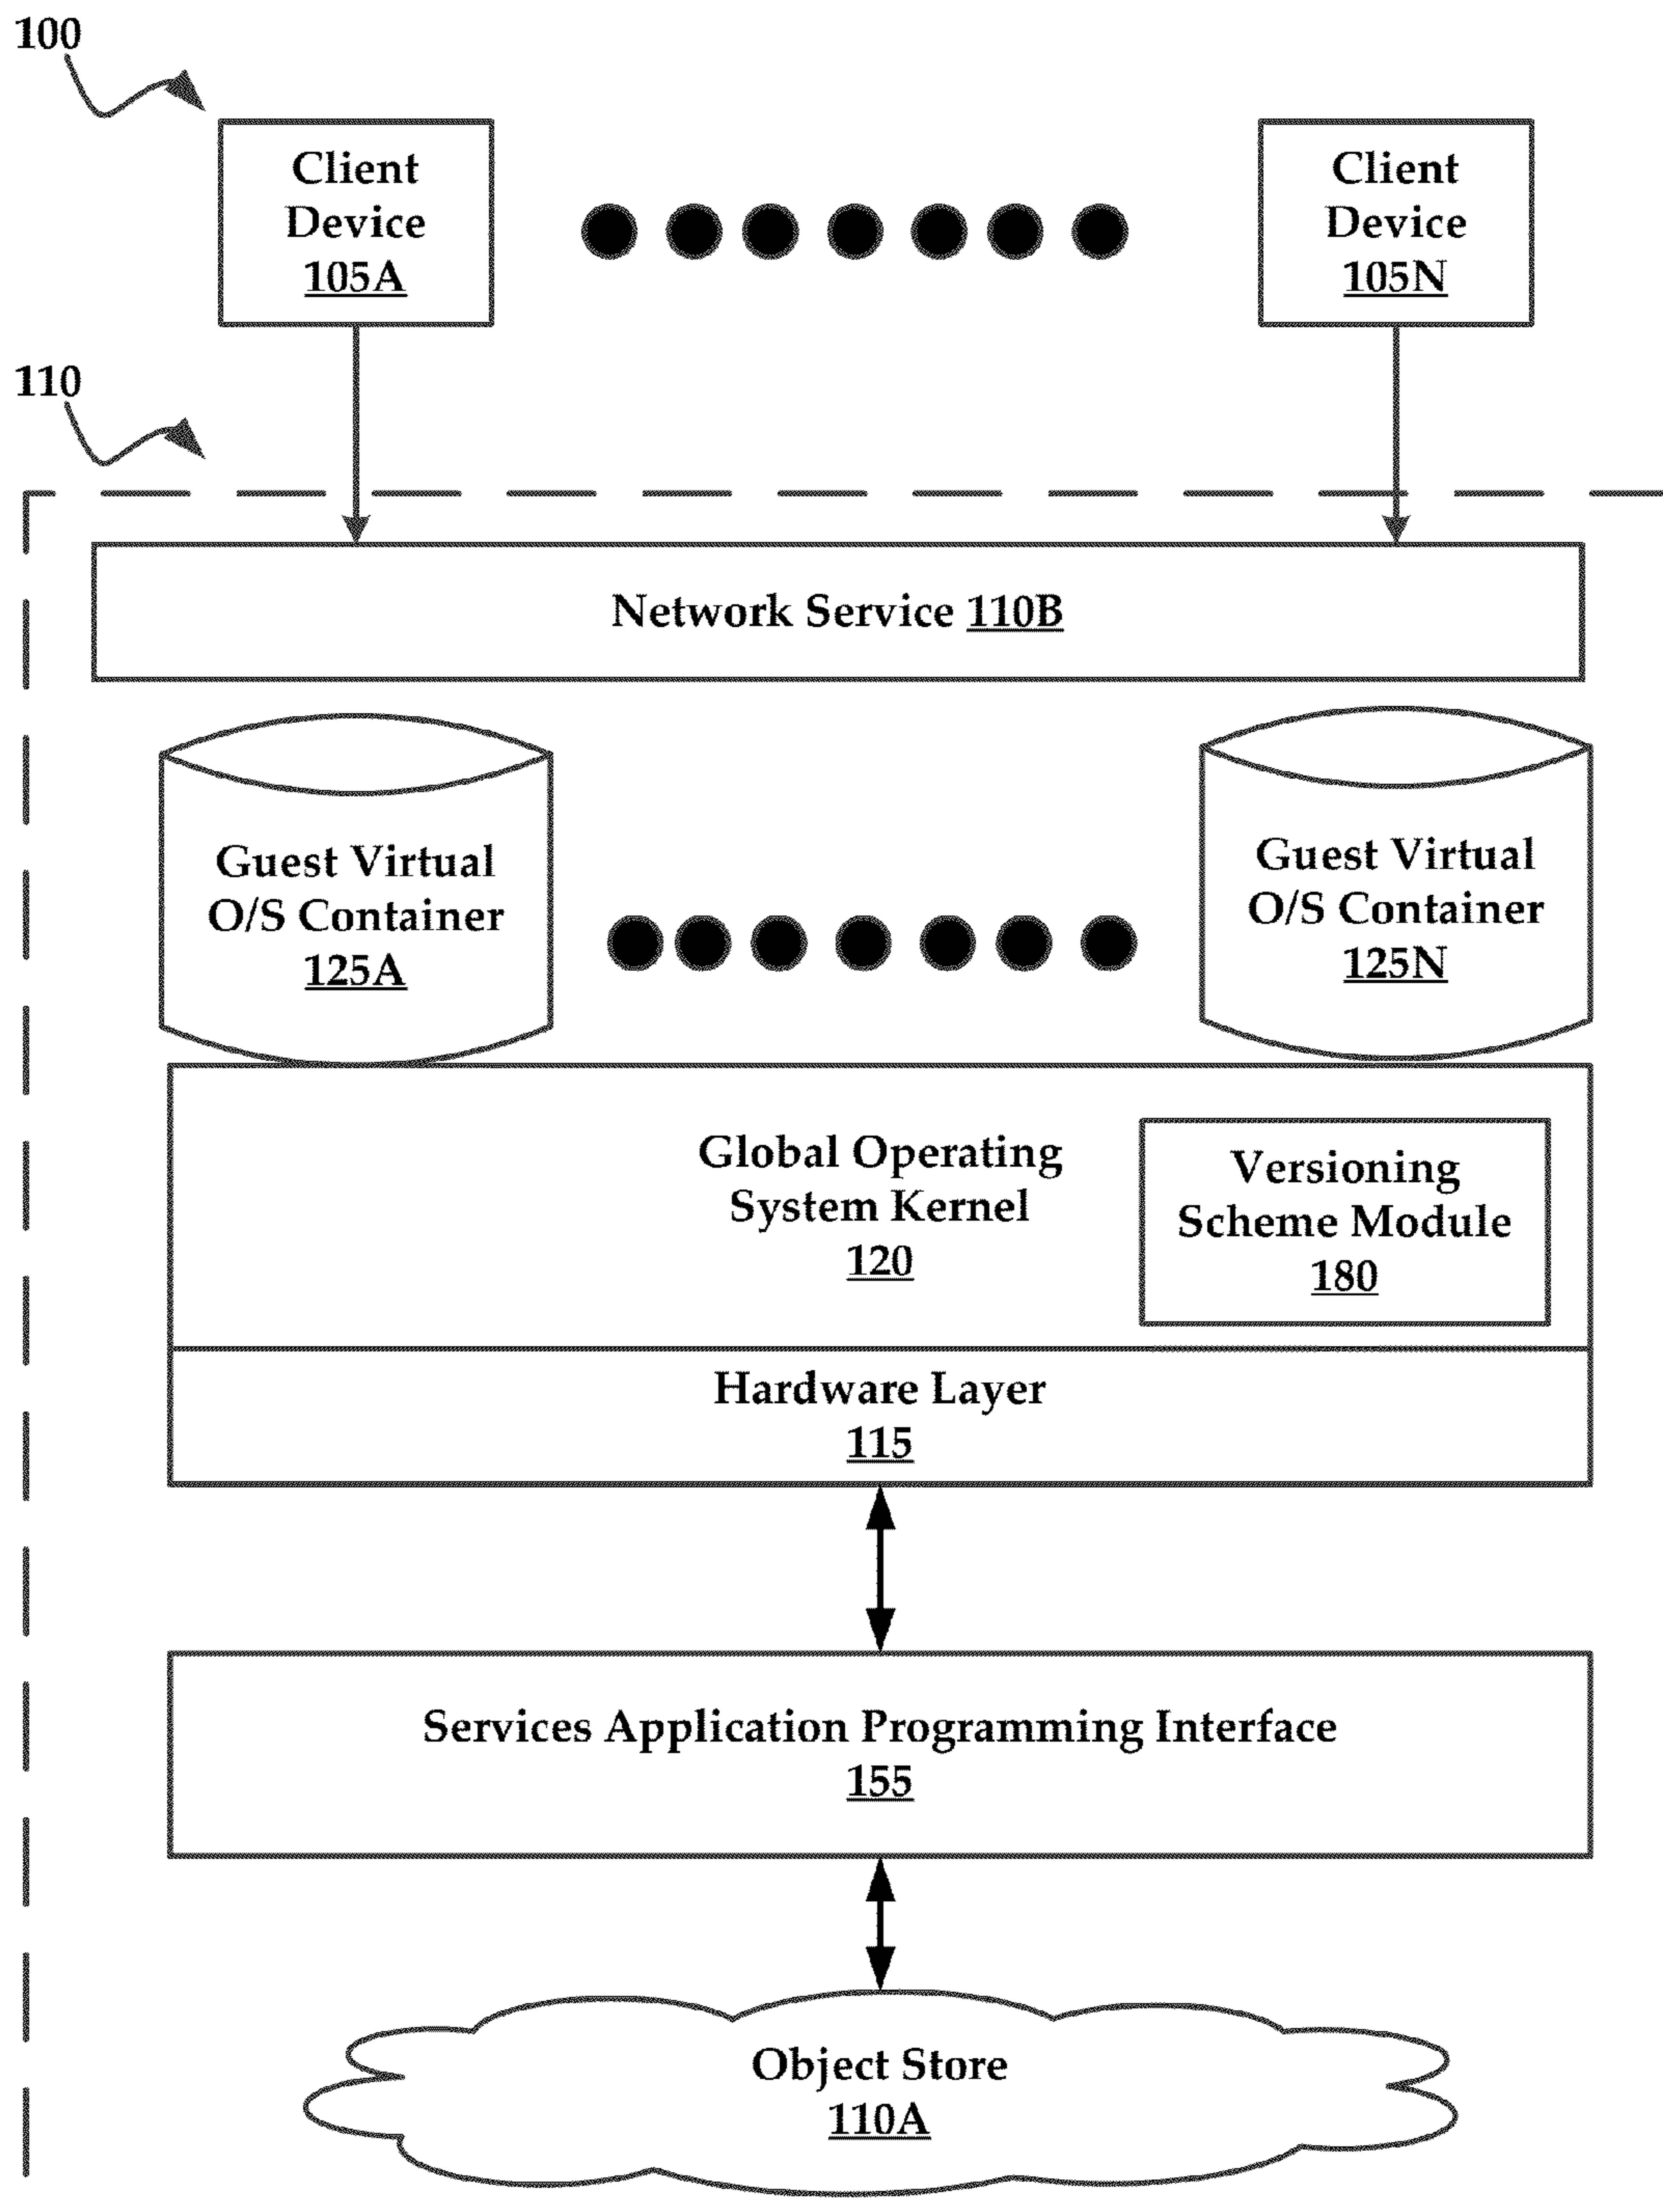 100
Client
Device
105A
Client
Device
105N
110
Network Service 110B
Guest Virtual
O/S Container
125A
Guest Virtual
O/S Container
125N
Global Operating
System Kernel
120
Versioning
Scheme Module
180
Hardware Layer
115
Services Application Programming Interface
155
Object Store
110A